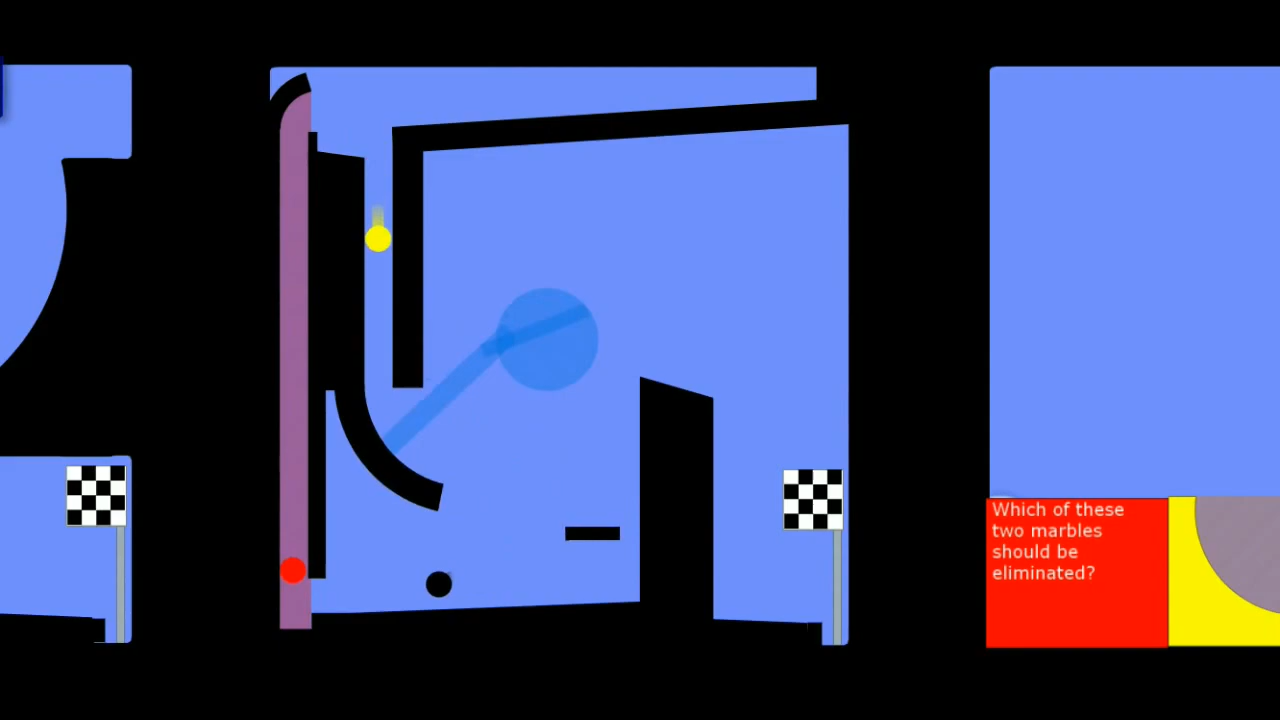 Which of these
two marbles
should be
eliminated?